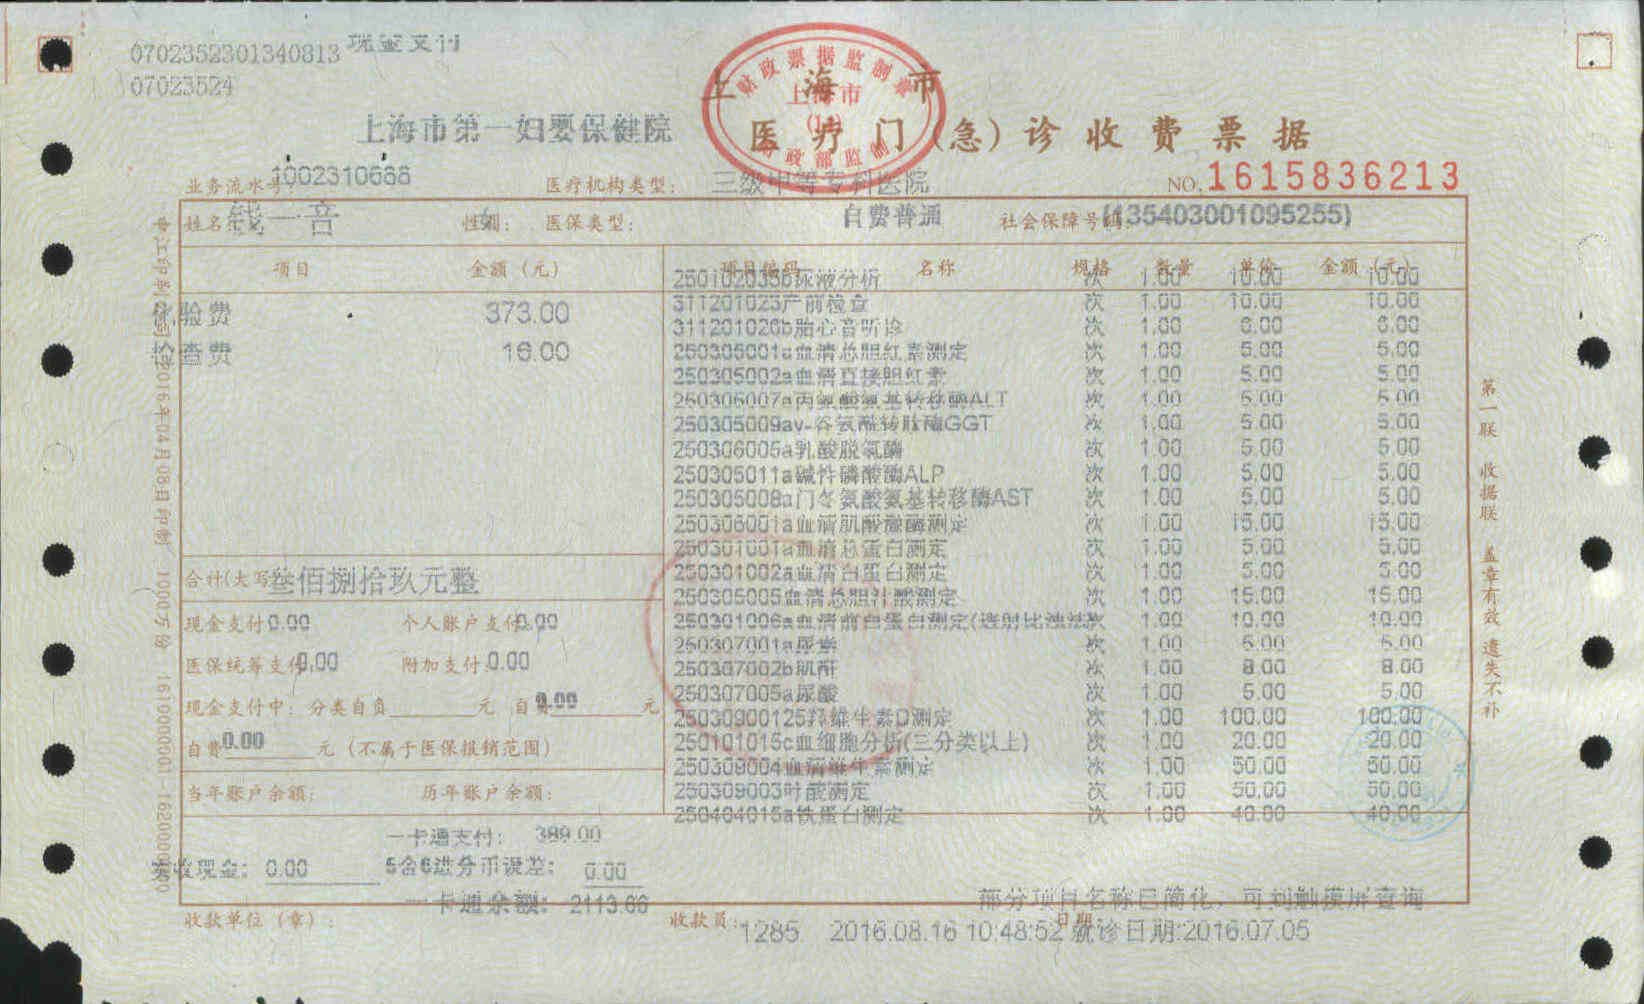 0702352301340813 现金支付
07023524
财政票据监制章
上海市
财政部监制
上海市
上海市第一妇婴保健院
医疗门(急)诊收费票据
业务流水号: 1002310666 医疗机构类型: 三级甲等专科医院 NO. 1615836213
姓名: 钱一音 性别: 女 医保类型: 自费普通 社会保障号码: (135403001095255)
项目 金额(元) 项目编码 名称 规格 数量 单价 金额(元)
化验费 373.00
检查费 16.00
250102035b尿液分析 次 1.00 10.00 10.00
311201023产前检查 次 1.00 10.00 10.00
311201026b胎心音听诊 次 1.00 6.00 6.00
250305001a血清总胆红素测定 次 1.00 5.00 5.00
250305002a血清直接胆红素 次 1.00 5.00 5.00
250305007a丙氨酸氨基转移酶ALT 次 1.00 5.00 5.00
250305009av-谷氨酰转肽酶GGT 次 1.00 5.00 5.00
250306005a乳酸脱氢酶 次 1.00 5.00 5.00
250305011a碱性磷酸酶ALP 次 1.00 5.00 5.00
250305008a门冬氨酸氨基转移酶AST 次 1.00 5.00 5.00
250306001a血清肌酸激酶测定 次 1.00 15.00 15.00
250301001a血清总蛋白测定 次 1.00 5.00 5.00
250301002a血清白蛋白测定 次 1.00 5.00 5.00
250305005血清总胆汁酸测定 次 1.00 15.00 15.00
250301006a血清前白蛋白测定(透射比浊法) 次 1.00 10.00 10.00
250307001a尿素 次 1.00 5.00 5.00
250307002b肌酐 次 1.00 8.00 8.00
250307005a尿酸 次 1.00 5.00 5.00
25030900125羟维生素D测定 次 1.00 100.00 100.00
250101015c血细胞分析(三分类以上) 次 1.00 20.00 20.00
250309004血清维生素测定 次 1.00 50.00 50.00
250309003叶酸测定 次 1.00 50.00 50.00
250404015a铁蛋白测定 次 1.00 40.00 40.00
合计(大写): 叁佰捌拾玖元整
现金支付: 0.00 个人账户支付: 0.00
医保统筹支付: 0.00 附加支付: 0.00
现金支付中: 分类自负 元 自负 0.00 元
自费 0.00 元 (不属于医保报销范围)
当年账户余额: 历年账户余额:
一卡通支付: 389.00
实收现金: 0.00 5舍6进分币误差: 0.00
一卡通余额: 2113.66
部分项目名称已简化,可到触摸屏查询
收款单位(章): 收款员: 1285 日期: 2016.08.16 10:48:52 就诊日期:2016.07.05
第一联 收据联 盖章有效 遗失不补
2016年04月08日印制 1000万份 1610000001-1620000000